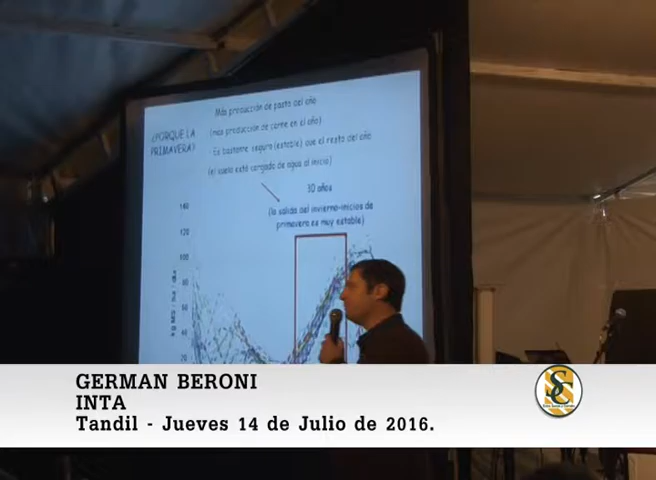 Más producción de pasto del año
¿PORQUE LA
PRIMAVERA?
(más producción de carne en el año)
Es bastante seguro (estable) que el resto del año
(el suelo está cargado de agua al inicio)
30 años
(la salida del invierno-inicios de
primavera es muy estable)
140
120
100
80
60
40
20
GERMAN BERONI
INTA
Tandil - Jueves 14 de Julio de 2016.